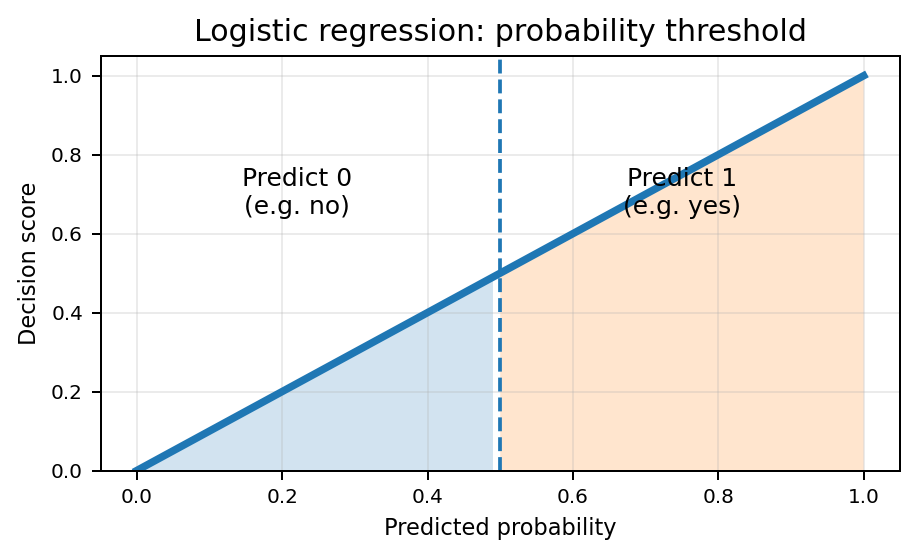 Logistic regression: probability threshold
1.0
0.8
0.6
0.4
0.2
0.0
Decision score
Predict 0
(e.g. no)
Predict 1
(e.g. yes)
0.0 0.2 0.4 0.6 0.8 1.0
Predicted probability